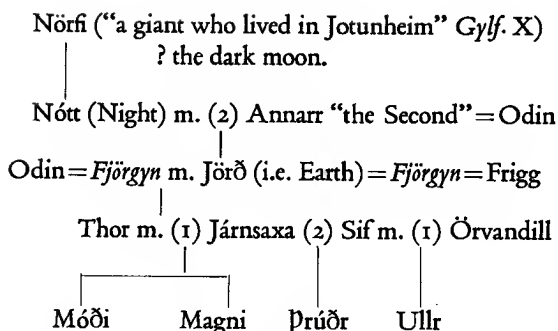 Nörfi (“a giant who lived in Jotunheim” Gylf. X)
? the dark moon.
Nótt (Night) m. (2) Annarr “the Second”=Odin
Odin=Fjörgyn m. Jörð (i.e. Earth)=Fjörgyn=Frigg
Thor m. (1) Járnsaxa (2) Sif m. (1) Örvandill
Móði Magni Þrúðr Ullr